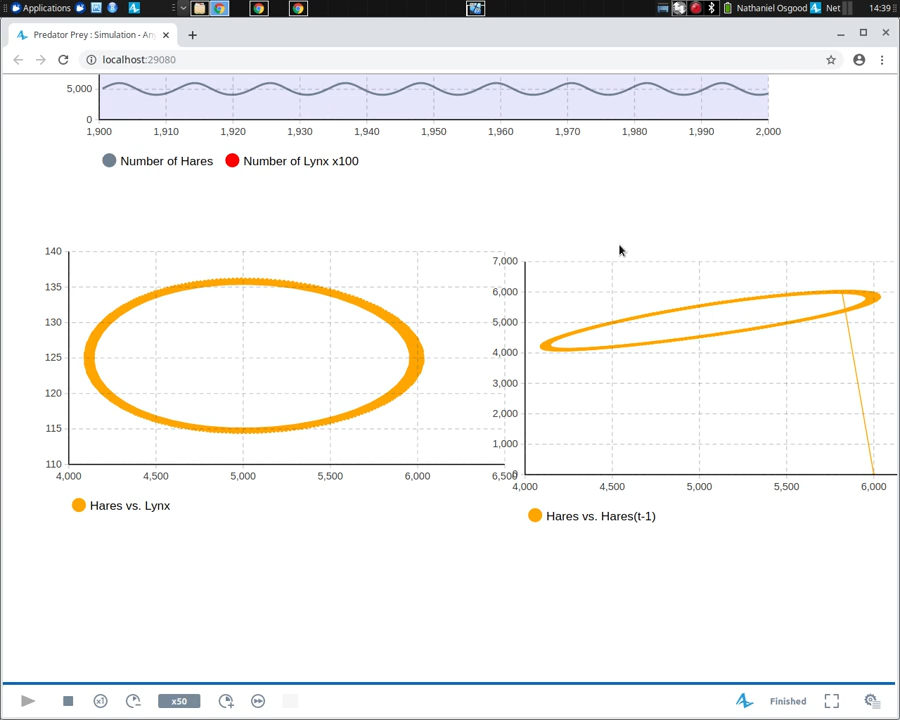 Applications
Nathaniel Osgood
Net
14:39
Predator Prey : Simulation - An
localhost:29080
5,000
0
1,900 1,910 1,920 1,930 1,940 1,950 1,960 1,970 1,980 1,990 2,000
Number of Hares Number of Lynx x100
140
135
130
125
120
115
110
4,000 4,500 5,000 5,500 6,000 6,500
Hares vs. Lynx
7,000
6,000
5,000
4,000
3,000
2,000
1,000
0
4,000 4,500 5,000 5,500 6,000
Hares vs. Hares(t-1)
x1
x50
Finished